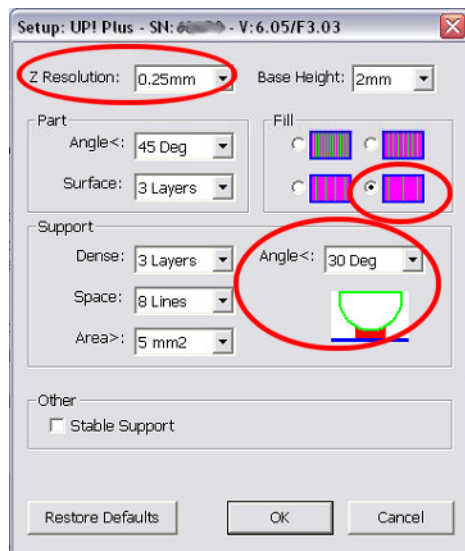 Setup: UP! Plus - SN: - V:6.05/F3.03
Z Resolution: 0.25mm Base Height: 2mm
Part Fill
Angle<: 45 Deg
Surface: 3 Layers
Support
Dense: 3 Layers Angle<: 30 Deg
Space: 8 Lines
Area>: 5 mm2
Other
Stable Support
Restore Defaults OK Cancel